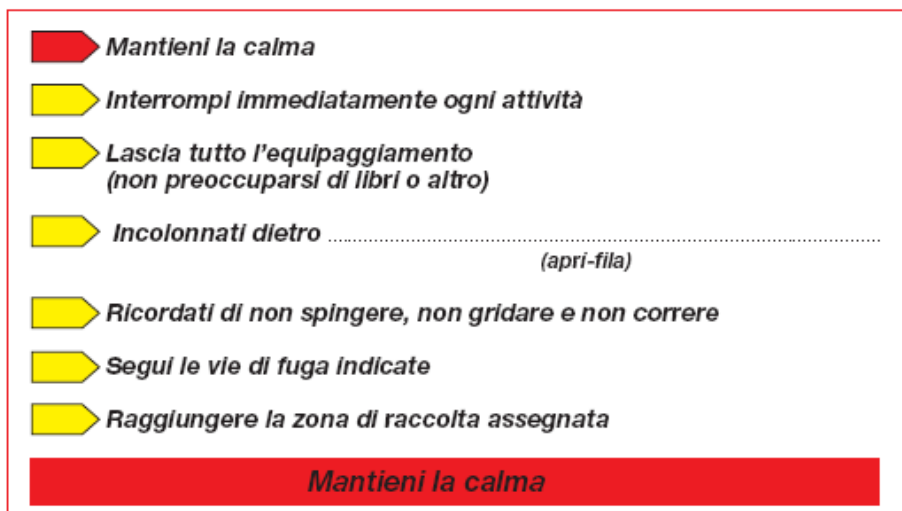 Mantieni la calma
Interrompi immediatamente ogni attività
Lascia tutto l'equipaggiamento
(non preoccuparsi di libri o altro)
Incolonnati dietro ........................................................................
(apri-fila)
Ricordati di non spingere, non gridare e non correre
Segui le vie di fuga indicate
Raggiungere la zona di raccolta assegnata
Mantieni la calma